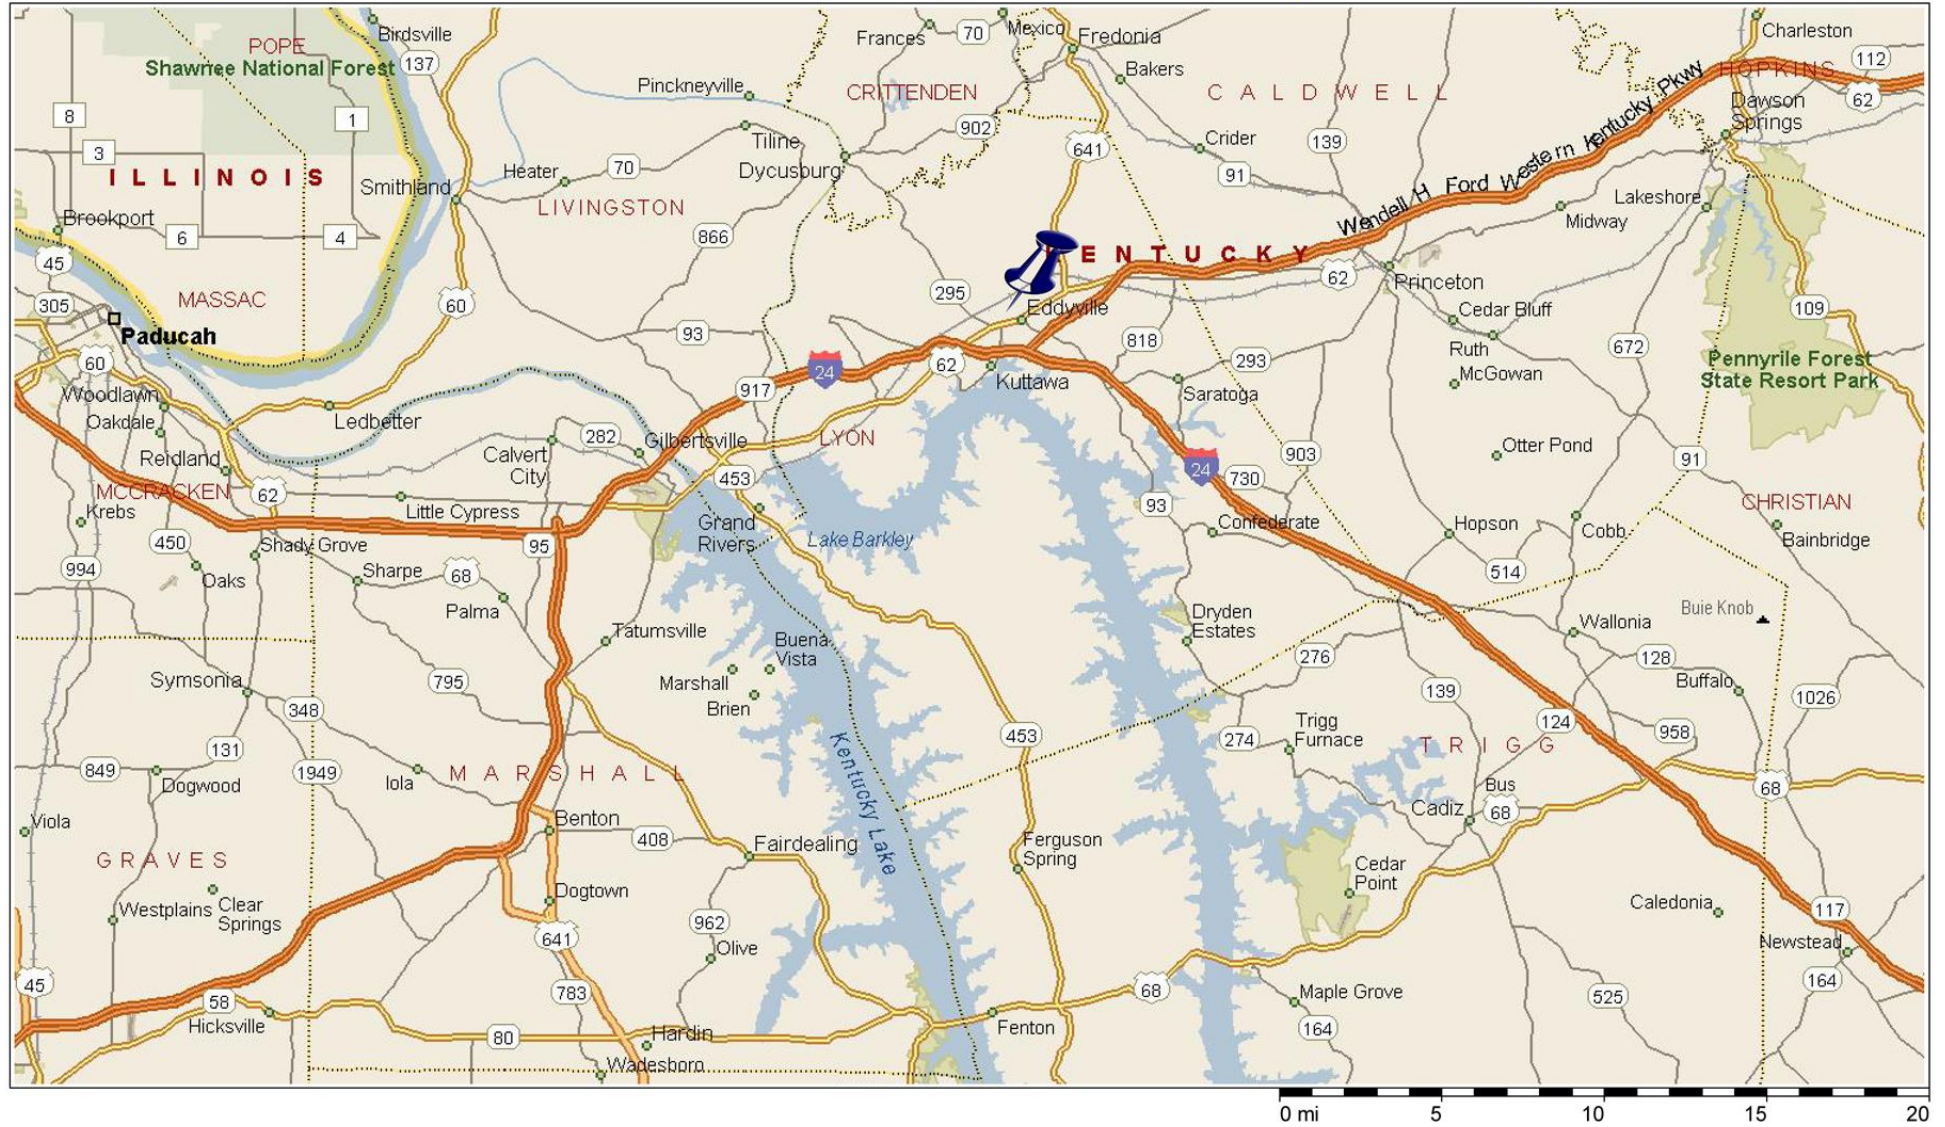 Birdsville
Frances
70
Mexico
Fredonia
Charleston
POPE
Shawnee National Forest
137
Bakers
112
HOPKINS
Pinckneyville
CRITTENDEN
CALDWELL
62
Dawson
Springs
8
1
902
Tiline
Crider
139
641
3
Dycusburg
Wendell H Ford Western Kentucky Pkwy
ILLINOIS
Smithland
Heater
70
91
Lakeshore
LIVINGSTON
Midway
Brookport
6
4
866
45
KENTUCKY
62
Princeton
MASSAC
305
60
295
Eddyville
Cedar Bluff
109
Paducah
93
818
Ruth
672
60
24
62
293
Pennyrile Forest
State Resort Park
McGowan
Woodlawn
917
Kuttawa
Saratoga
Oakdale
Ledbetter
282
Gilbertsville
LYON
Otter Pond
Reidland
Calvert
City
903
91
24
730
453
MCCRACKEN
62
Little Cypress
93
CHRISTIAN
Krebs
Grand
Rivers
Confederate
Hopson
Cobb
Lake Barkley
Bainbridge
450
Shady Grove
95
994
Oaks
Sharpe
68
514
Palma
Dryden
Estates
Buie Knob
Wallonia
Tatumsville
Buena
Vista
276
128
Symsonia
795
Marshall
Brien
139
Buffalo
1026
348
124
131
453
274
Trigg
Furnace
958
TRIGG
849
Dogwood
1949
Iola
MARSHALL
Kentucky Lake
Bus
68
68
Cadiz
Viola
Benton
408
Fairdealing
Ferguson
Spring
GRAVES
Cedar
Point
Dogtown
Westplains
Clear
Springs
Caledonia
117
962
641
Olive
Newstead
45
58
783
68
Maple Grove
525
164
Hicksville
80
Hardin
Fenton
164
Wadesboro
0 mi 5 10 15 20